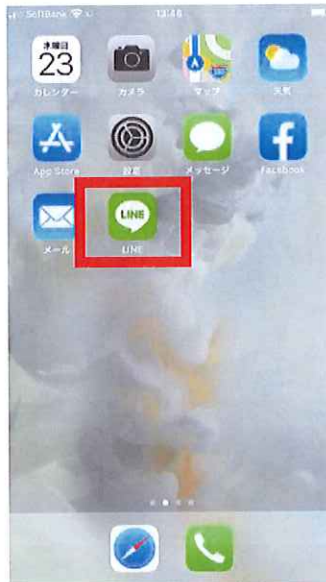 SoftBank 13:46
水曜日
23
カレンダー カメラ マップ 天気
App Store 設定 メッセージ Facebook
LINE
メール LINE